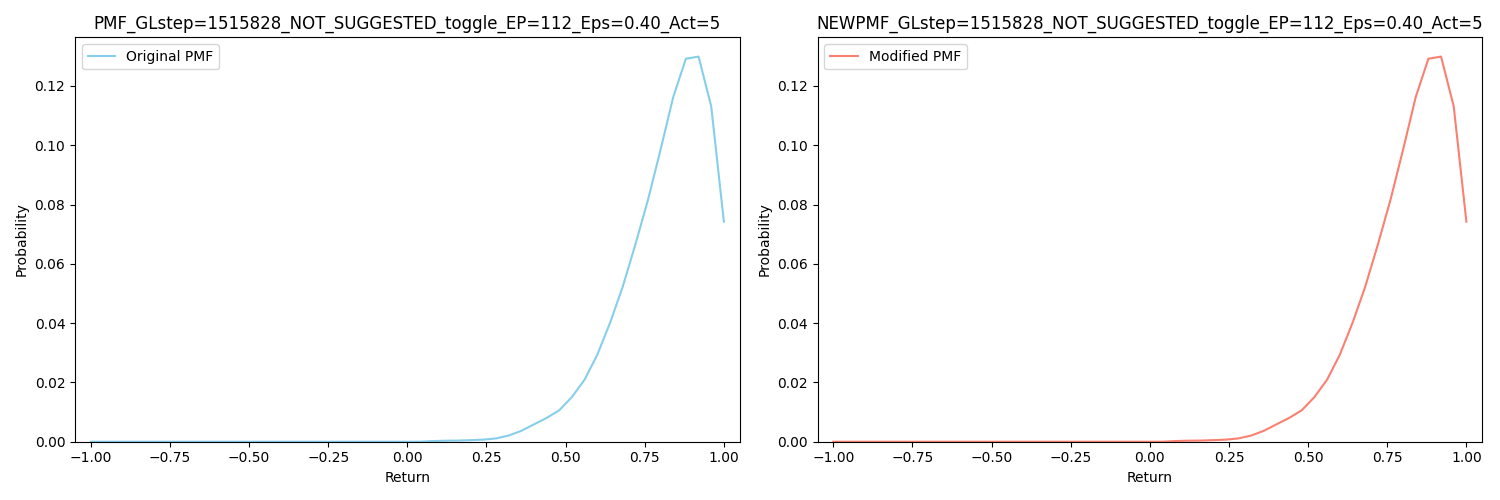 PMF_GLstep=1515828_NOT_SUGGESTED_toggle_EP=112_Eps=0.40_Act=5
Original PMF
0.12
0.10
0.08
0.06
0.04
0.02
0.00
Probability
−1.00 −0.75 −0.50 −0.25 0.00 0.25 0.50 0.75 1.00
Return
NEWPMF_GLstep=1515828_NOT_SUGGESTED_toggle_EP=112_Eps=0.40_Act=5
Modified PMF
0.12
0.10
0.08
0.06
0.04
0.02
0.00
Probability
−1.00 −0.75 −0.50 −0.25 0.00 0.25 0.50 0.75 1.00
Return